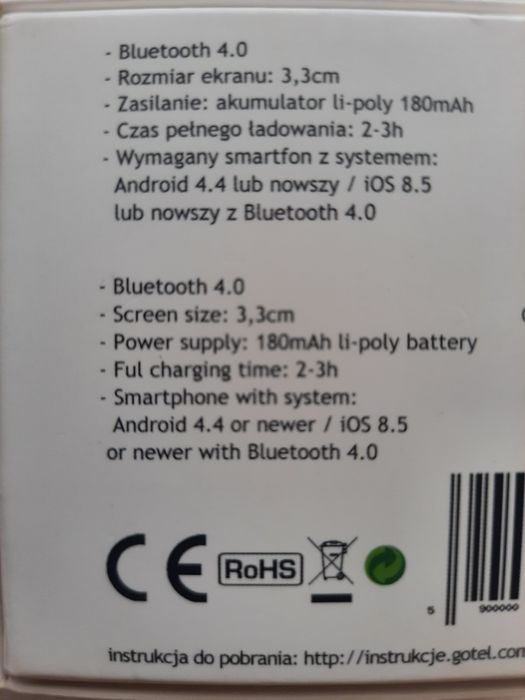 - Bluetooth 4.0
- Rozmiar ekranu: 3,3cm
- Zasilanie: akumulator li-poly 180mAh
- Czas pełnego ładowania: 2-3h
- Wymagany smartfon z systemem:
Android 4.4 lub nowszy / iOS 8.5
lub nowszy z Bluetooth 4.0
- Bluetooth 4.0
- Screen size: 3,3cm
- Power supply: 180mAh li-poly battery
- Ful charging time: 2-3h
- Smartphone with system:
Android 4.4 or newer / iOS 8.5
or newer with Bluetooth 4.0
CE RoHS
5 900000
instrukcja do pobrania: http://instrukcje.gotel.com